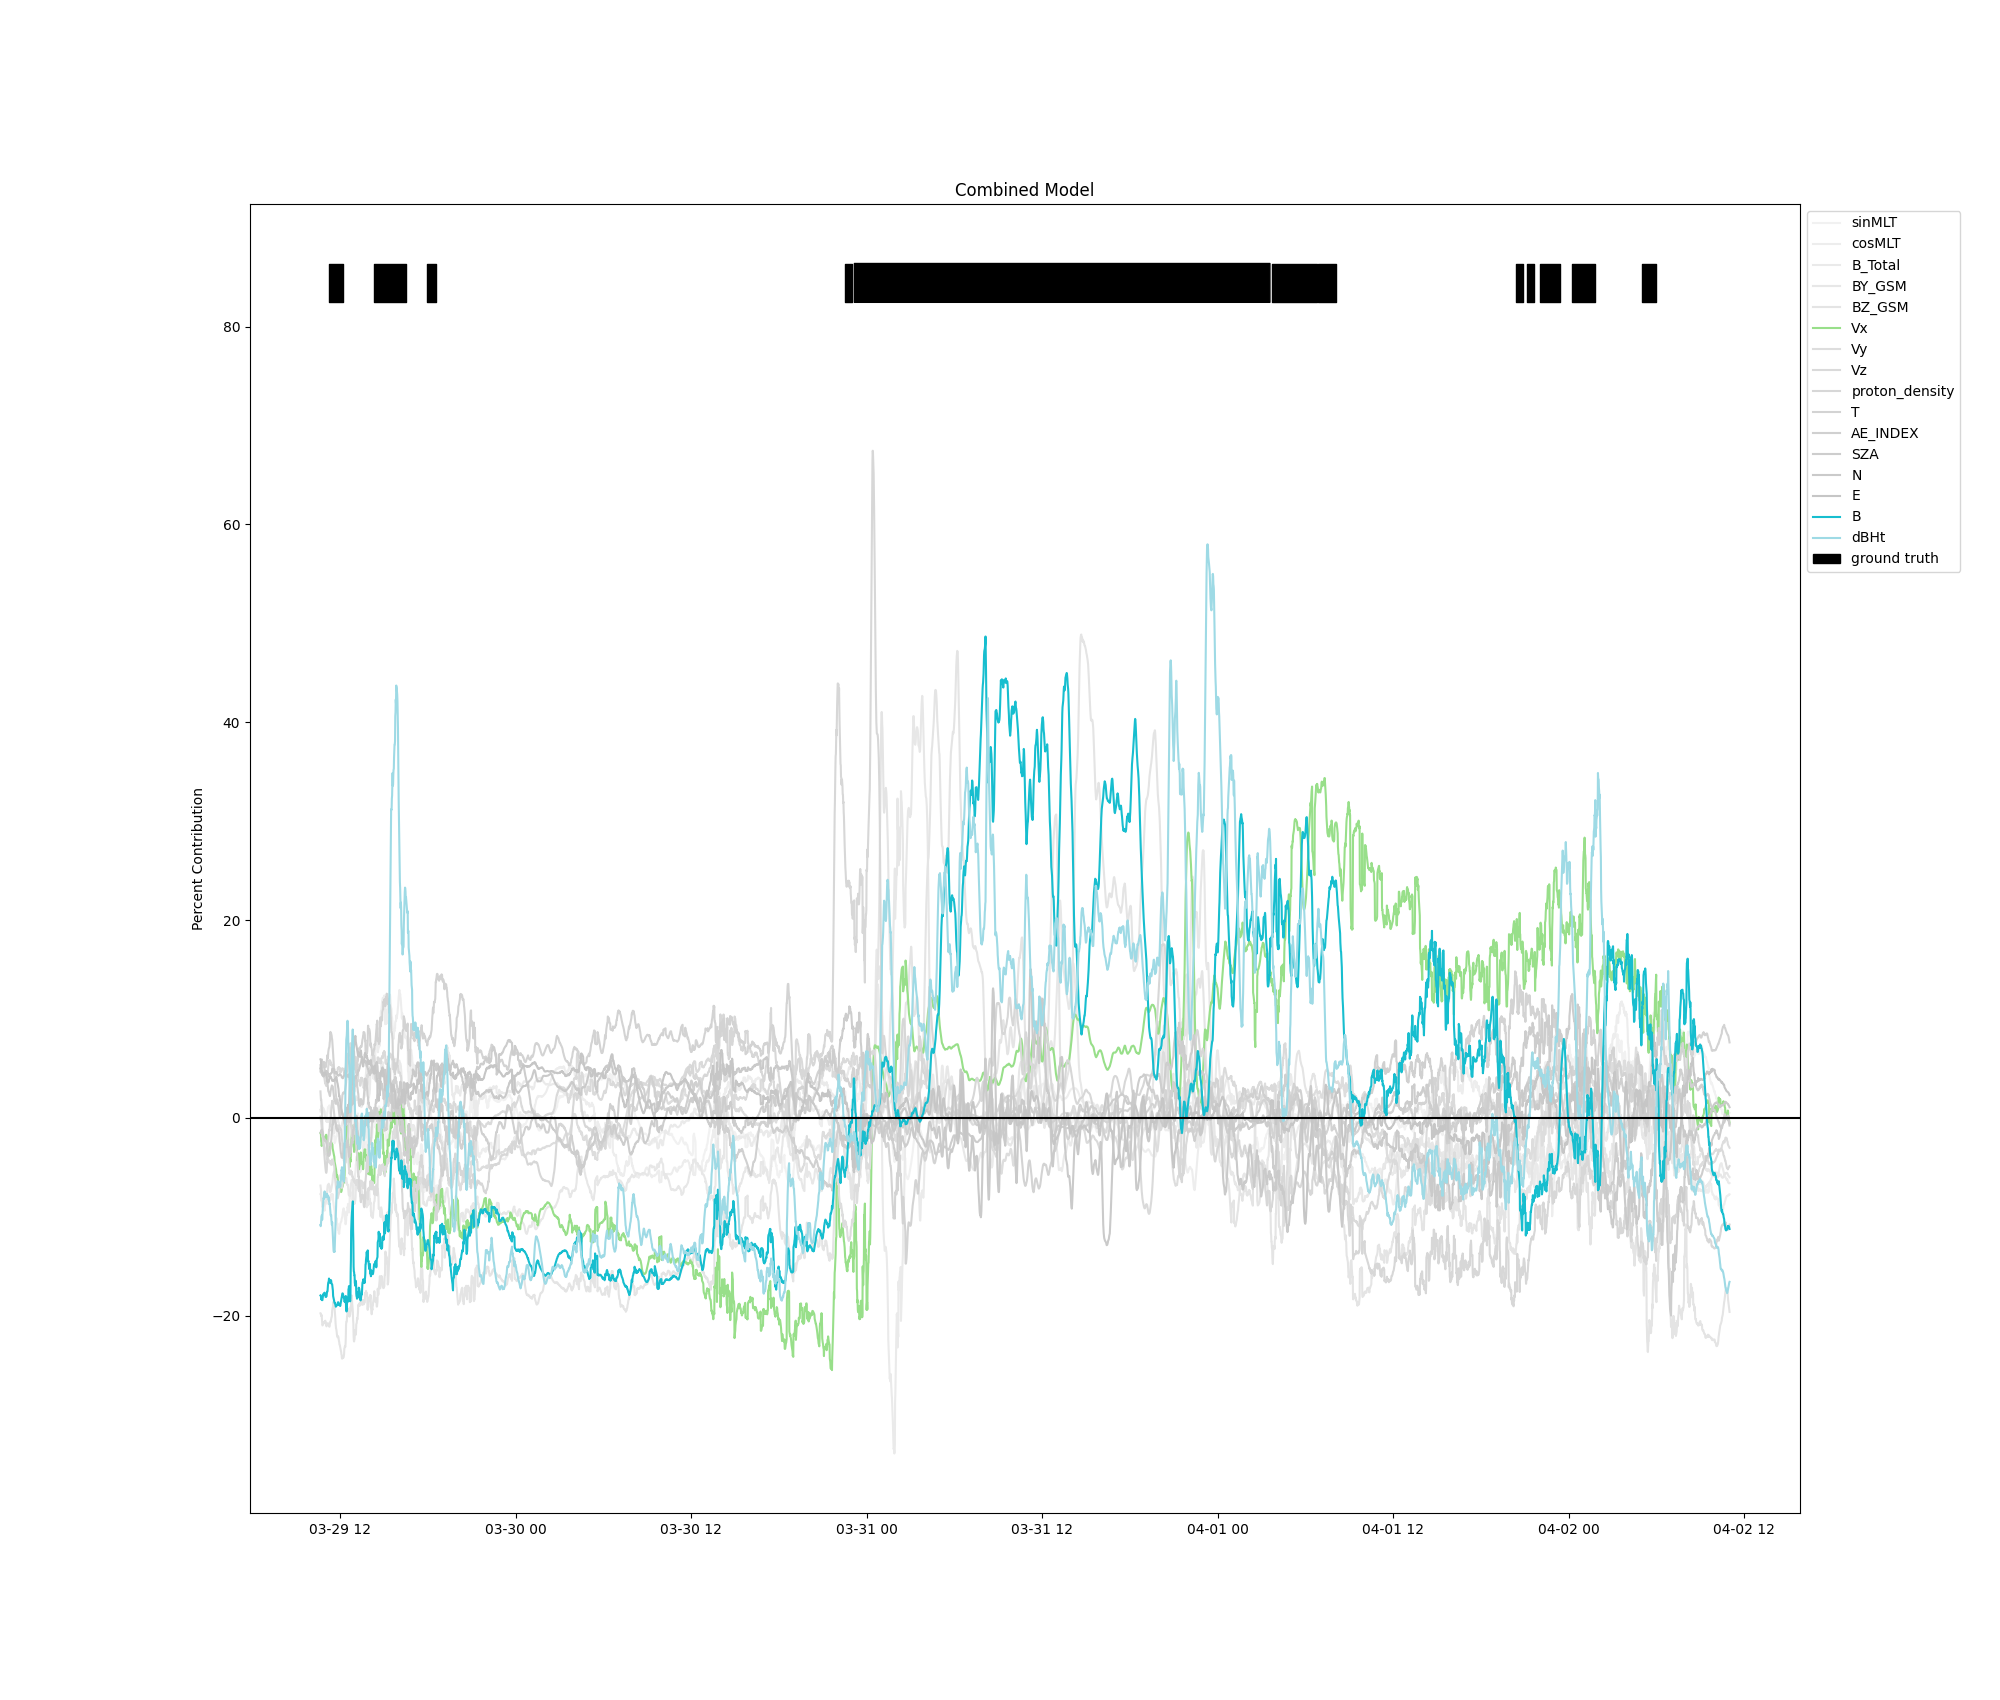 Combined Model
sinMLT
cosMLT
B_Total
BY_GSM
BZ_GSM
Vx
Vy
Vz
proton_density
T
AE_INDEX
SZA
N
E
B
dBHt
ground truth
Percent Contribution
80
60
40
20
0
−20
03-29 12
03-30 00
03-30 12
03-31 00
03-31 12
04-01 00
04-01 12
04-02 00
04-02 12